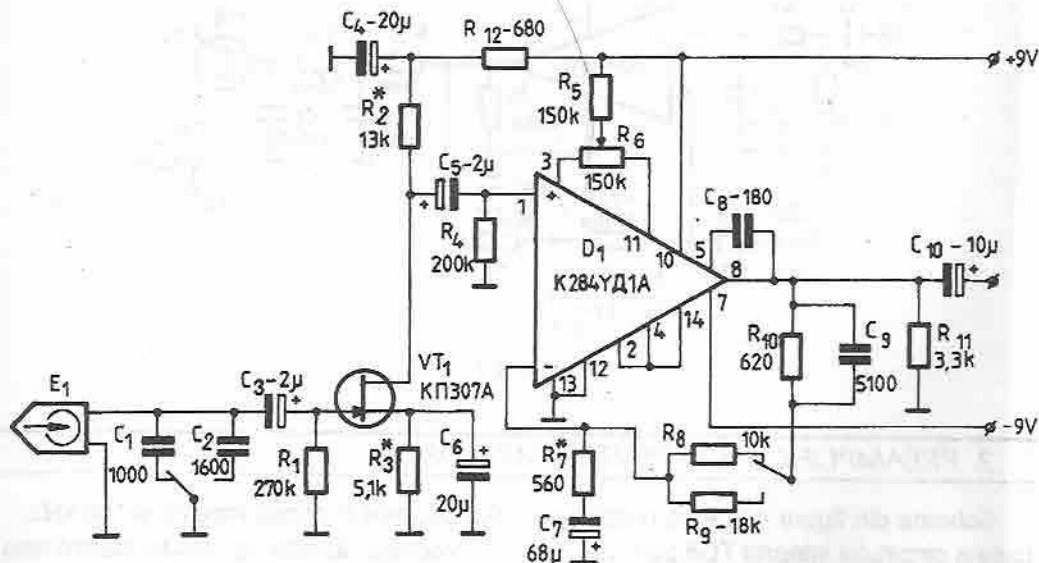 C4-20µ
+
R12-680
+9V
R2*
13k
R5
150k
R6
150k
C5-2µ
+
3
1
+
R4
200k
D1
К284УД1А
11
10
5
C8-180
8
7
C10-10µ
+
14
4
2
12
13
-
R10
620
C9
5100
R11
3,3k
-9V
VT1
КП307А
E1
C3-2µ
+
C1
1000
C2
1600
R1
270k
R3*
5,1k
C6
+
20µ
R7*
560
C7
68µ
+
R8
10k
R9-18k